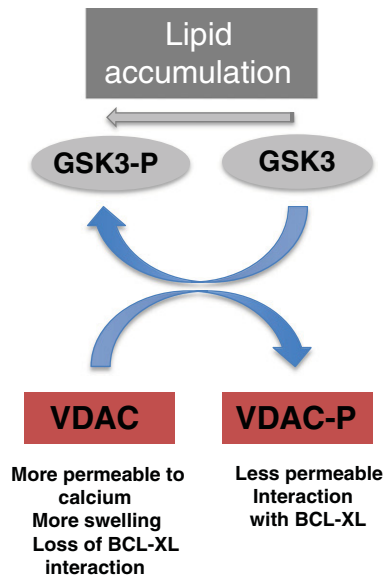 Lipid
accumulation
GSK3-P
GSK3
VDAC
VDAC-P
More permeable to
calcium
More swelling
Loss of BCL-XL
interaction
Less permeable
Interaction
with BCL-XL